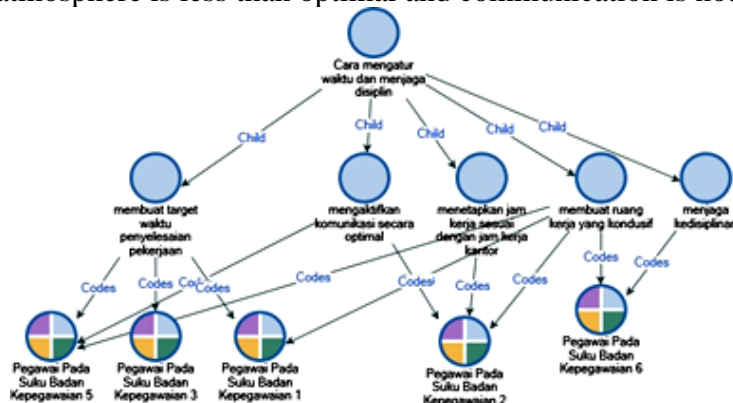 atmosphere is less than optimal and communication is not
Cara mengatur
waktu dan menjaga
disiplin
Child
Child
Child
Child
Child
membuat target
waktu
penyelesaian
pekerjaan
mengaktifkan
komunikasi secara
optimal
menetapkan jam
kerja sesuai
dengan jam kerja
kantor
membuat ruang
kerja yang kondusif
menjaga
kedisiplinan
Codes
Codes
Codes
Codes
Codes
Codes
Codes
Codes
Codes
Pegawai Pada
Suku Badan
Kepegawaian 5
Pegawai Pada
Suku Badan
Kepegawaian 3
Pegawai Pada
Suku Badan
Kepegawaian 1
Pegawai Pada
Suku Badan
Kepegawaian 2
Pegawai Pada
Suku Badan
Kepegawaian 6